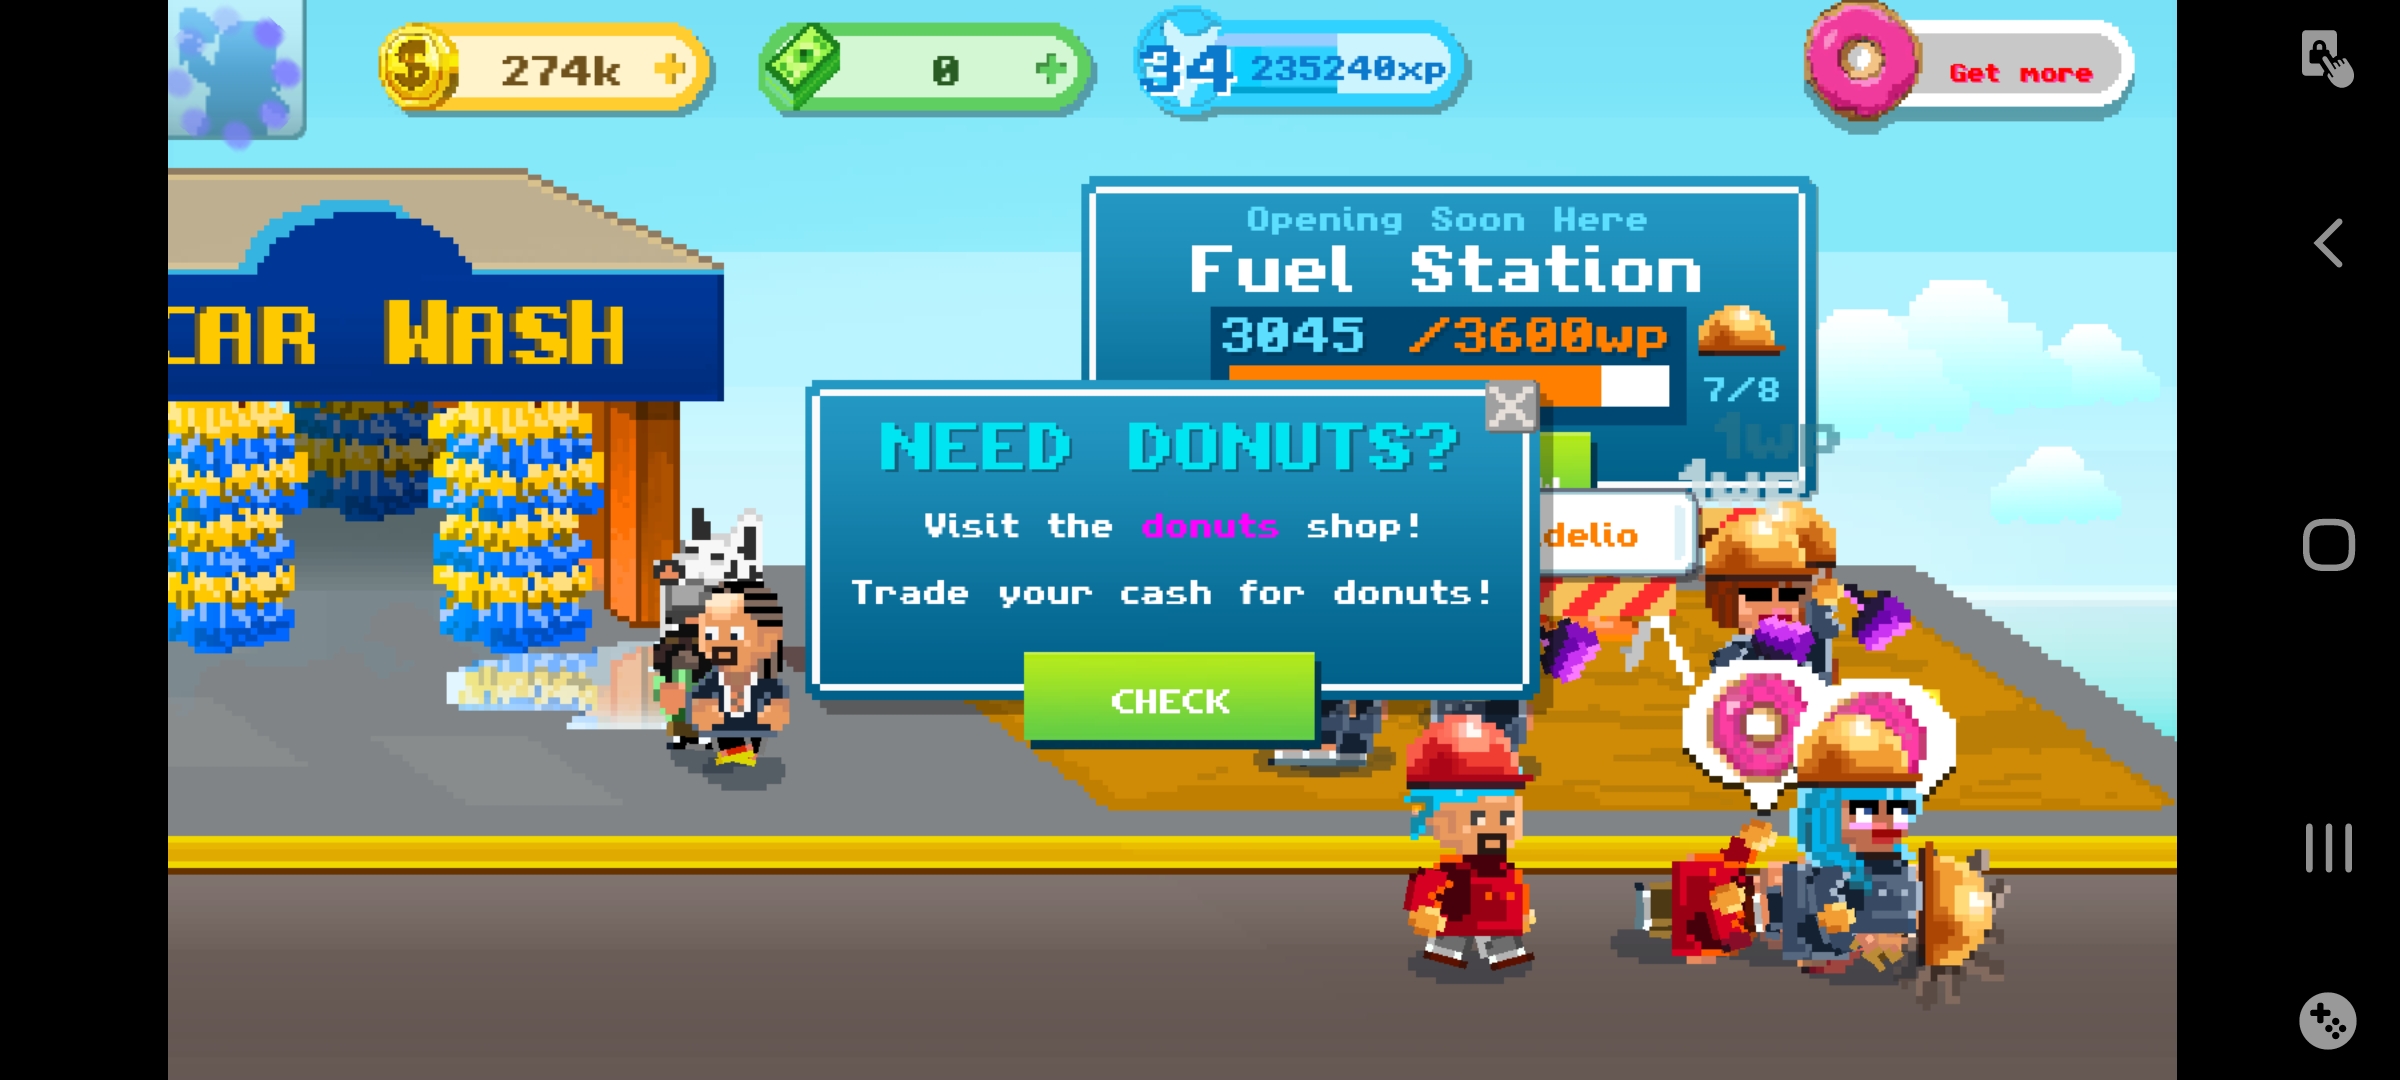 274k
0
34 235240xp
Get more
Opening Soon Here
Fuel Station
3045 /3600wp
7/8
1wp
1wp
CAR WASH
NEED DONUTS?
Visit the donuts shop!
delio
Trade your cash for donuts!
CHECK